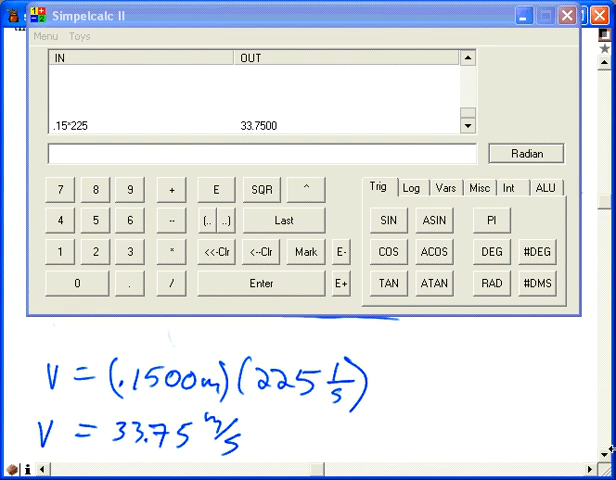 Simpelcalc II
Menu Toys
IN OUT
.15*225 33.7500
Radian
7 8 9 + E SQR ^ Trig Log Vars Misc Int ALU
4 5 6 -- (.. ..) Last SIN ASIN PI
1 2 3 * <<-Clr <--Clr Mark E- COS ACOS DEG #DEG
0 . / Enter E+ TAN ATAN RAD #DMS
V = (.1500m)(225 1/s)
V = 33.75 m/s